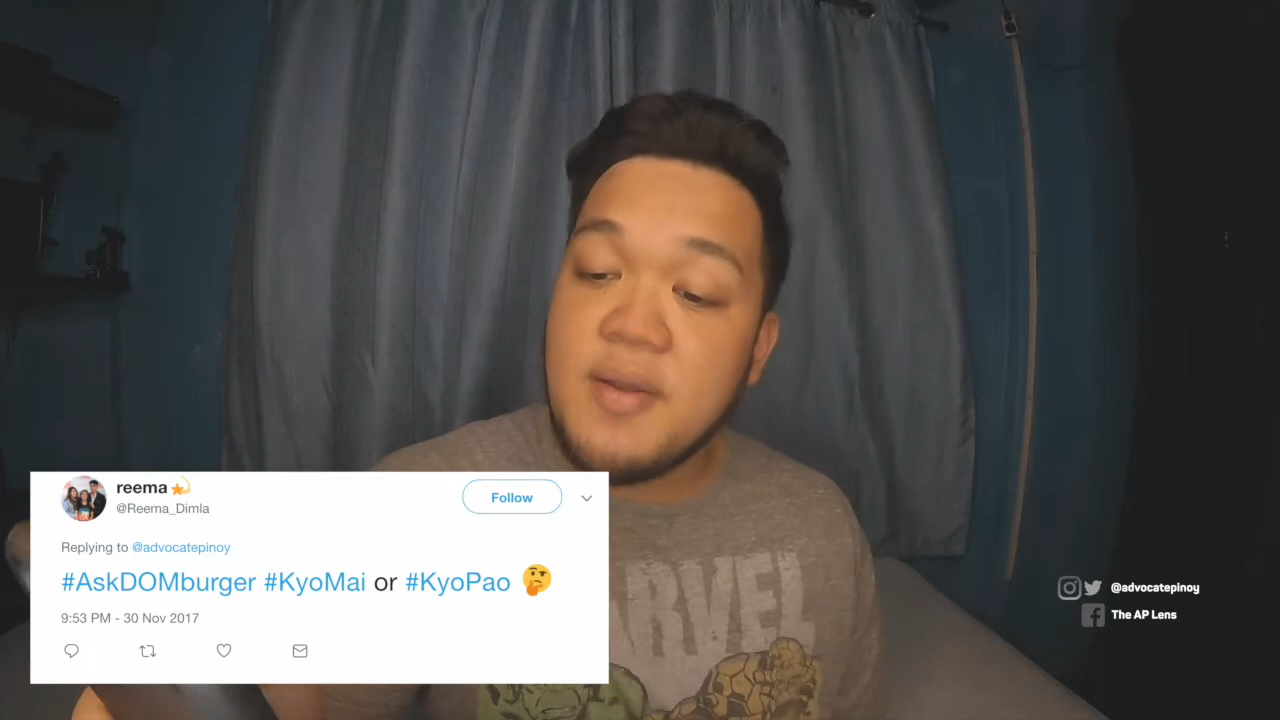 reema
@Reema_Dimla
Follow
Replying to @advocatepinoy
#AskDOMburger #KyoMai or #KyoPao 🤔
9:53 PM - 30 Nov 2017
MARVEL
@advocatepinoy
The AP Lens